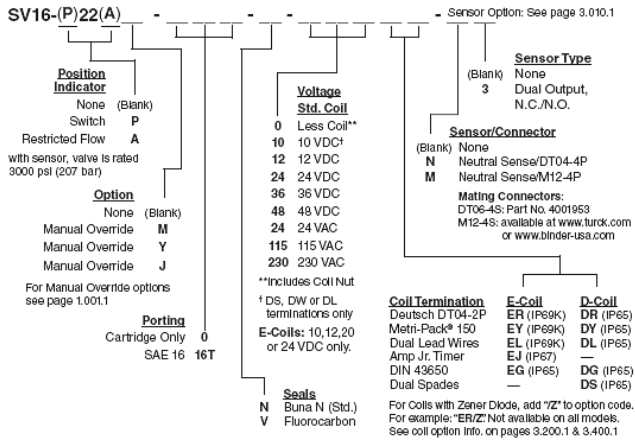 SV16-(P)22(A)__ - ____ - __ - ____ ____ - ____ Sensor Option: See page 3.010.1
Position
Indicator
None (Blank)
Switch P
Restricted Flow A
with sensor, valve is rated
3000 psi (207 bar)
Option
None (Blank)
Manual Override M
Manual Override Y
Manual Override J
For Manual Override options
see page 1.001.1
Porting
Cartridge Only 0
SAE 16 16T
Seals
N Buna N (Std.)
V Fluorocarbon
Voltage
Std. Coil
0 Less Coil**
10 10 VDC†
12 12 VDC
24 24 VDC
36 36 VDC
48 48 VDC
24 24 VAC
115 115 VAC
230 230 VAC
**Includes Coil Nut
† DS, DW or DL
terminations only
E-Coils: 10,12,20
or 24 VDC only.
Sensor Type
(Blank) None
3 Dual Output,
N.C./N.O.
Sensor/Connector
(Blank) None
N Neutral Sense/DT04-4P
M Neutral Sense/M12-4P
Mating Connectors:
DT06-4S: Part No. 4001953
M12-4S: available at www.turck.com
or www.binder-usa.com
Coil Termination E-Coil D-Coil
Deutsch DT04-2P ER (IP69K) DR (IP65)
Metri-Pack® 150 EY (IP69K) DY (IP65)
Dual Lead Wires EL (IP69K) DL (IP65)
Amp Jr. Timer EJ (IP67) —
DIN 43650 EG (IP65) DG (IP65)
Dual Spades — DS (IP65)
For Coils with Zener Diode, add "/Z" to option code.
For example: "ER/Z". Not available on all models.
See coil option info. on pages 3.200.1 & 3.400.1